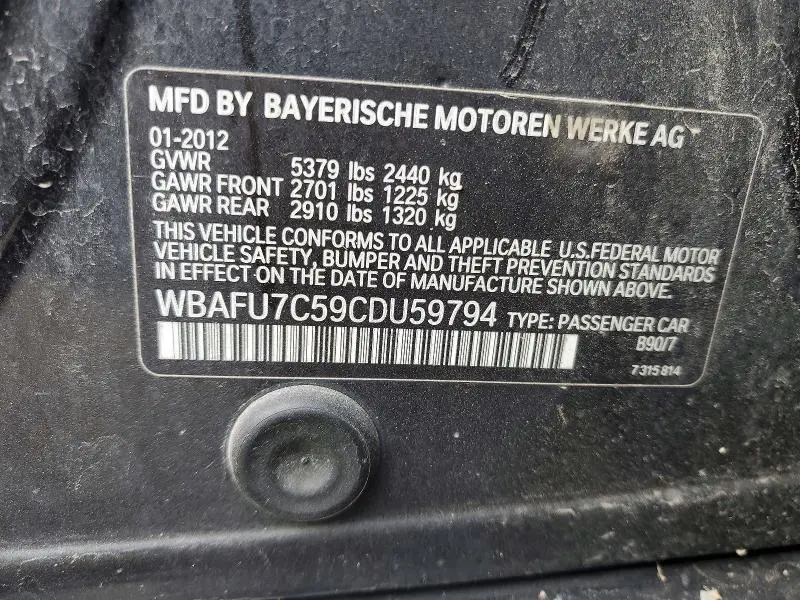 MFD BY BAYERISCHE MOTOREN WERKE AG
01-2012
GVWR 5379 lbs 2440 kg
GAWR FRONT 2701 lbs 1225 kg
GAWR REAR 2910 lbs 1320 kg
THIS VEHICLE CONFORMS TO ALL APPLICABLE U.S.FEDERAL MOTOR
VEHICLE SAFETY, BUMPER AND THEFT PREVENTION STANDARDS
IN EFFECT ON THE DATE OF MANUFACTURE SHOWN ABOVE.
WBAFU7C59CDU59794 TYPE: PASSENGER CAR
B90/7
7 315 814